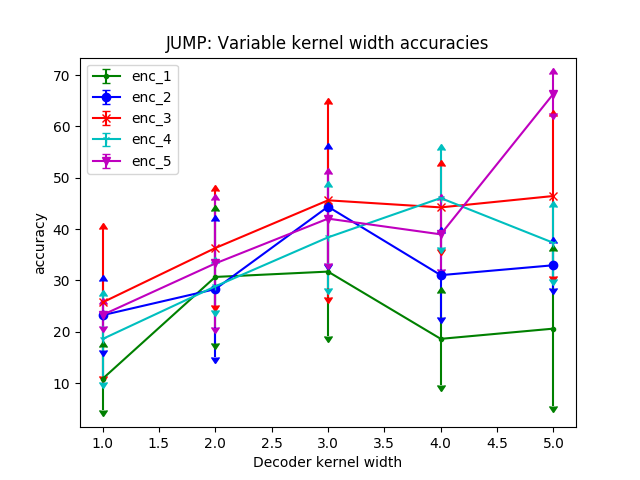 JUMP: Variable kernel width accuracies
enc_1
enc_2
enc_3
enc_4
enc_5
accuracy
70
60
50
40
30
20
10
1.0 1.5 2.0 2.5 3.0 3.5 4.0 4.5 5.0
Decoder kernel width